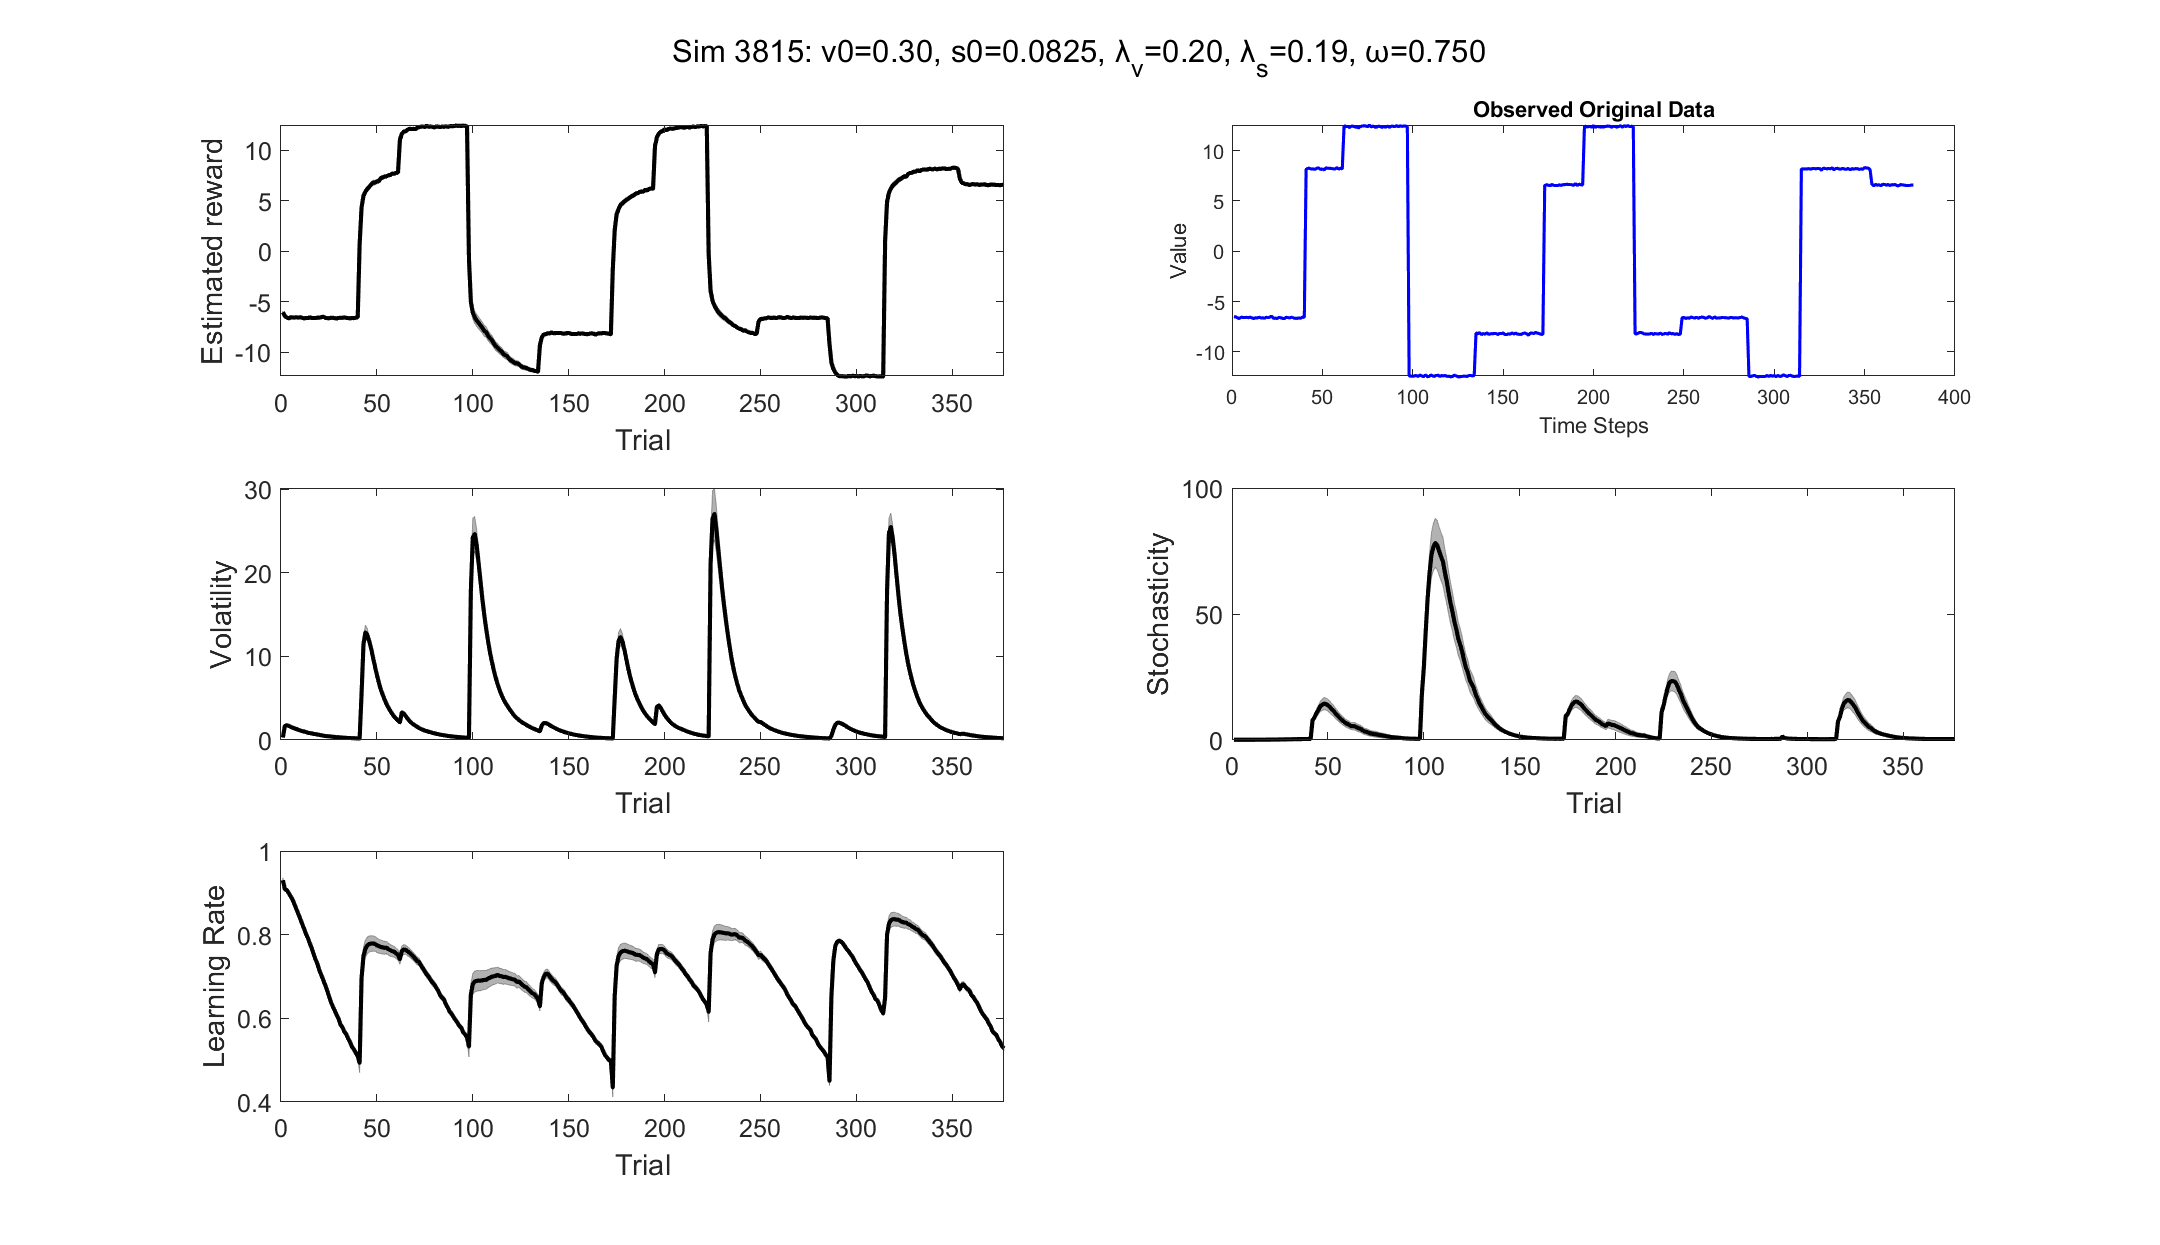 Sim 3815: v0=0.30, s0=0.0825, λv=0.20, λs=0.19, ω=0.750
Estimated reward
10
5
0
-5
-10
0 50 100 150 200 250 300 350
Trial
Observed Original Data
Value
10
5
0
-5
-10
0 50 100 150 200 250 300 350 400
Time Steps
Volatility
30
20
10
0
0 50 100 150 200 250 300 350
Trial
Stochasticity
100
50
0
0 50 100 150 200 250 300 350
Trial
Learning Rate
1
0.8
0.6
0.4
0 50 100 150 200 250 300 350
Trial